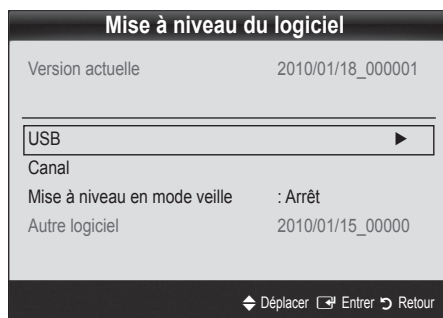 Mise à niveau du logiciel
Version actuelle 2010/01/18_000001
USB ►
Canal
Mise à niveau en mode veille : Arrêt
Autre logiciel 2010/01/15_00000
Déplacer Entrer Retour